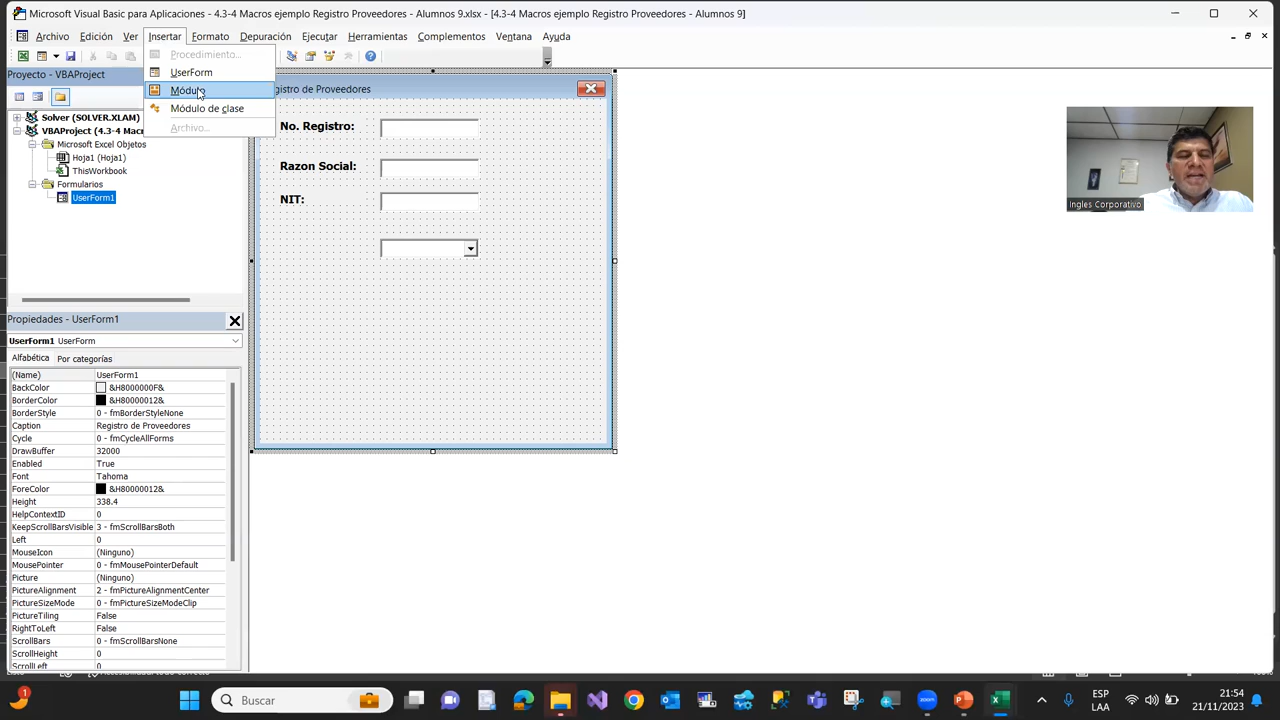 Microsoft Visual Basic para Aplicaciones - 4.3-4 Macros ejemplo Registro Proveedores - Alumnos 9.xlsx - [4.3-4 Macros ejemplo Registro Proveedores - Alumnos 9]
Archivo Edición Ver Insertar Formato Depuración Ejecutar Herramientas Complementos Ventana Ayuda
Procedimiento...
UserForm
Módulo
Módulo de clase
Archivo...
Proyecto - VBAProject
Solver (SOLVER.XLAM)
VBAProject (4.3-4 Mac
Microsoft Excel Objetos
Hoja1 (Hoja1)
ThisWorkbook
Formularios
UserForm1
gistro de Proveedores
No. Registro:
Razon Social:
NIT:
Ingles Corporativo
Propiedades - UserForm1
UserForm1 UserForm
Alfabética Por categorías
(Name) UserForm1
BackColor &H8000000F&
BorderColor &H80000012&
BorderStyle 0 - fmBorderStyleNone
Caption Registro de Proveedores
Cycle 0 - fmCycleAllForms
DrawBuffer 32000
Enabled True
Font Tahoma
ForeColor &H80000012&
Height 338.4
HelpContextID 0
KeepScrollBarsVisible 3 - fmScrollBarsBoth
Left 0
MouseIcon (Ninguno)
MousePointer 0 - fmMousePointerDefault
Picture (Ninguno)
PictureAlignment 2 - fmPictureAlignmentCenter
PictureSizeMode 0 - fmPictureSizeModeClip
PictureTiling False
RightToLeft False
ScrollBars 0 - fmScrollBarsNone
ScrollHeight 0
ScrollLeft 0
1
Buscar
ESP
LAA
21:54
21/11/2023